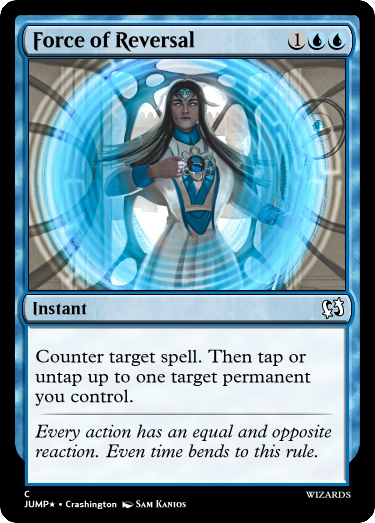 Force of Reversal 1
Instant
Counter target spell. Then tap or
untap up to one target permanent
you control.
Every action has an equal and opposite
reaction. Even time bends to this rule.
C WIZARDS
JUMP★ • Crashington SAM KANIOS